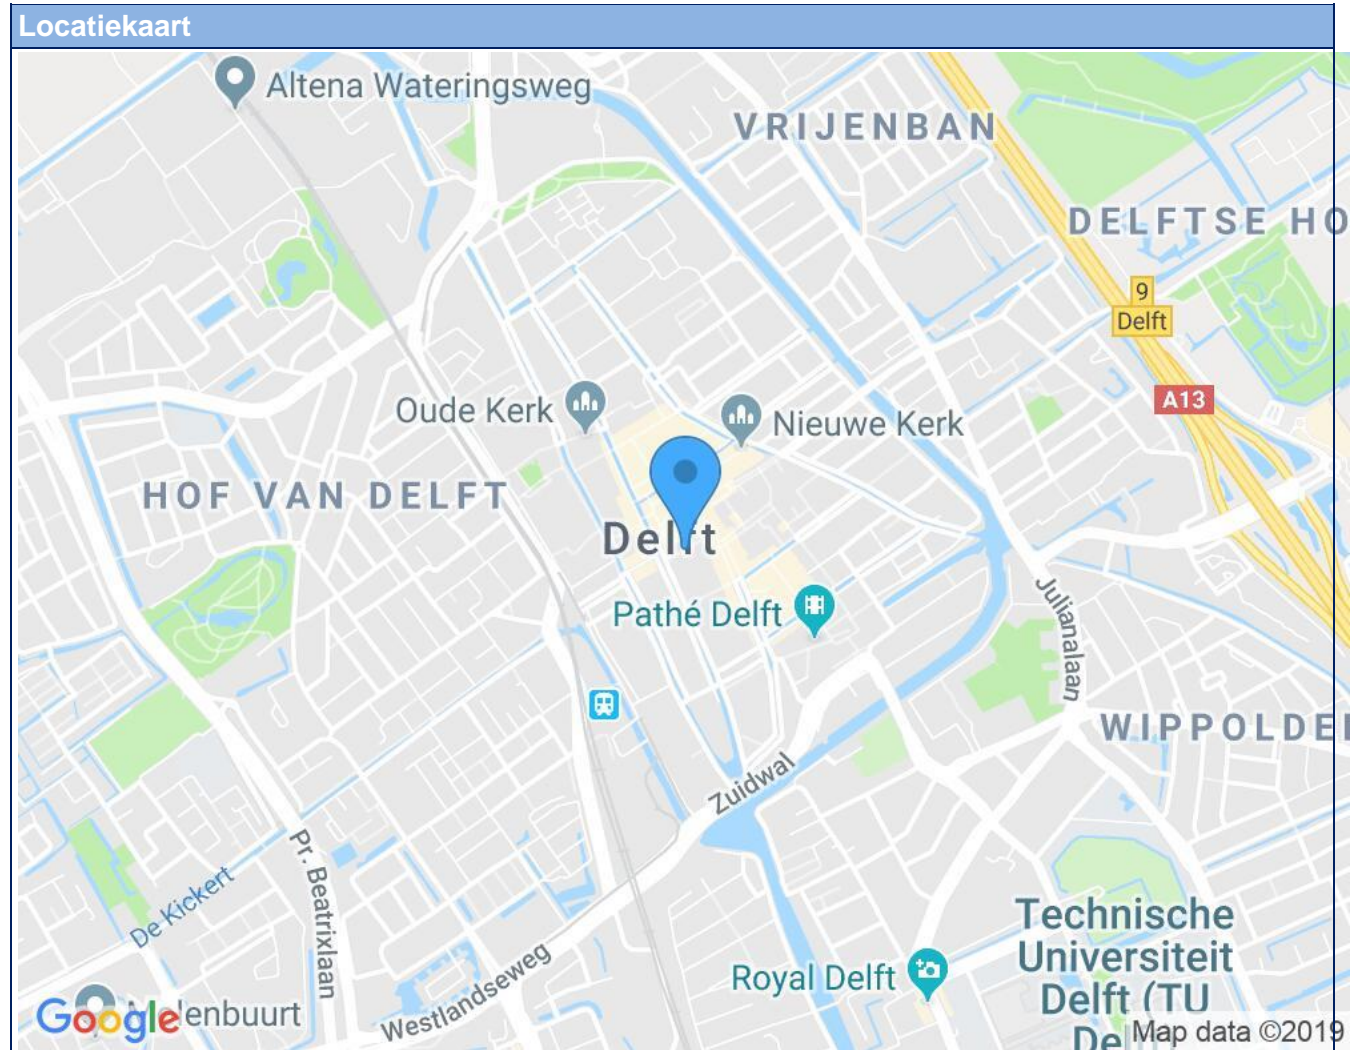 Locatiekaart
Altena Wateringsweg
VRIJENBAN
DELFTSE HO
9
Delft
A13
Oude Kerk
Nieuwe Kerk
HOF VAN DELFT
Delft
Pathé Delft
Julianalaan
WIPPOLDE
Zuidwal
Pr. Beatrixlaan
De Kickert
Technische
Universiteit
Delft (TU
De
Royal Delft
Westlandseweg
Google
enbuurt
Map data ©2019